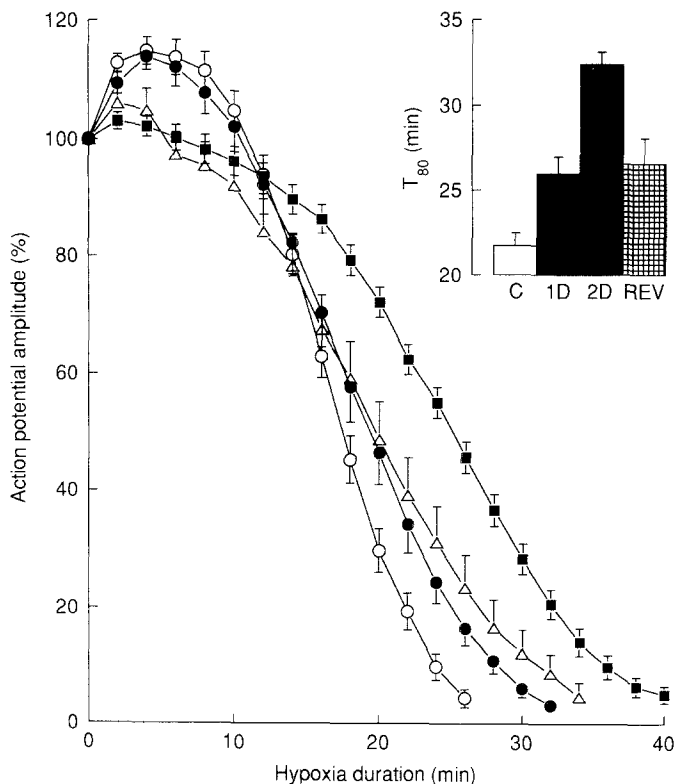 120
100
80
60
40
20
0
Action potential amplitude (%)
0 10 20 30 40
Hypoxia duration (min)
35
30
25
20
T80 (min)
C 1D 2D REV